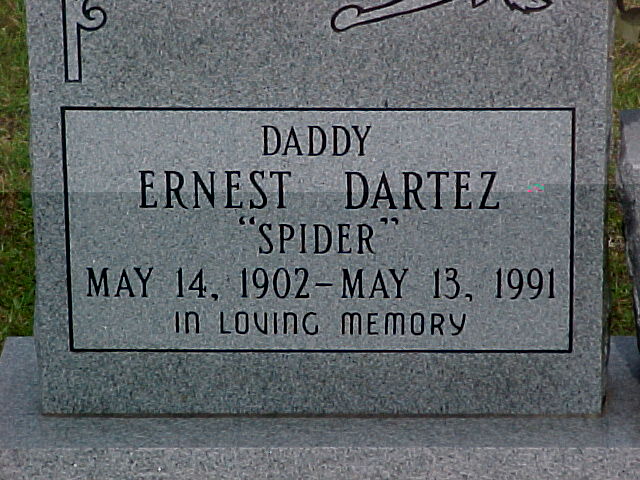 DADDY
ERNEST DARTEZ
"SPIDER"
MAY 14, 1902–MAY 13, 1991
IN LOVING MEMORY